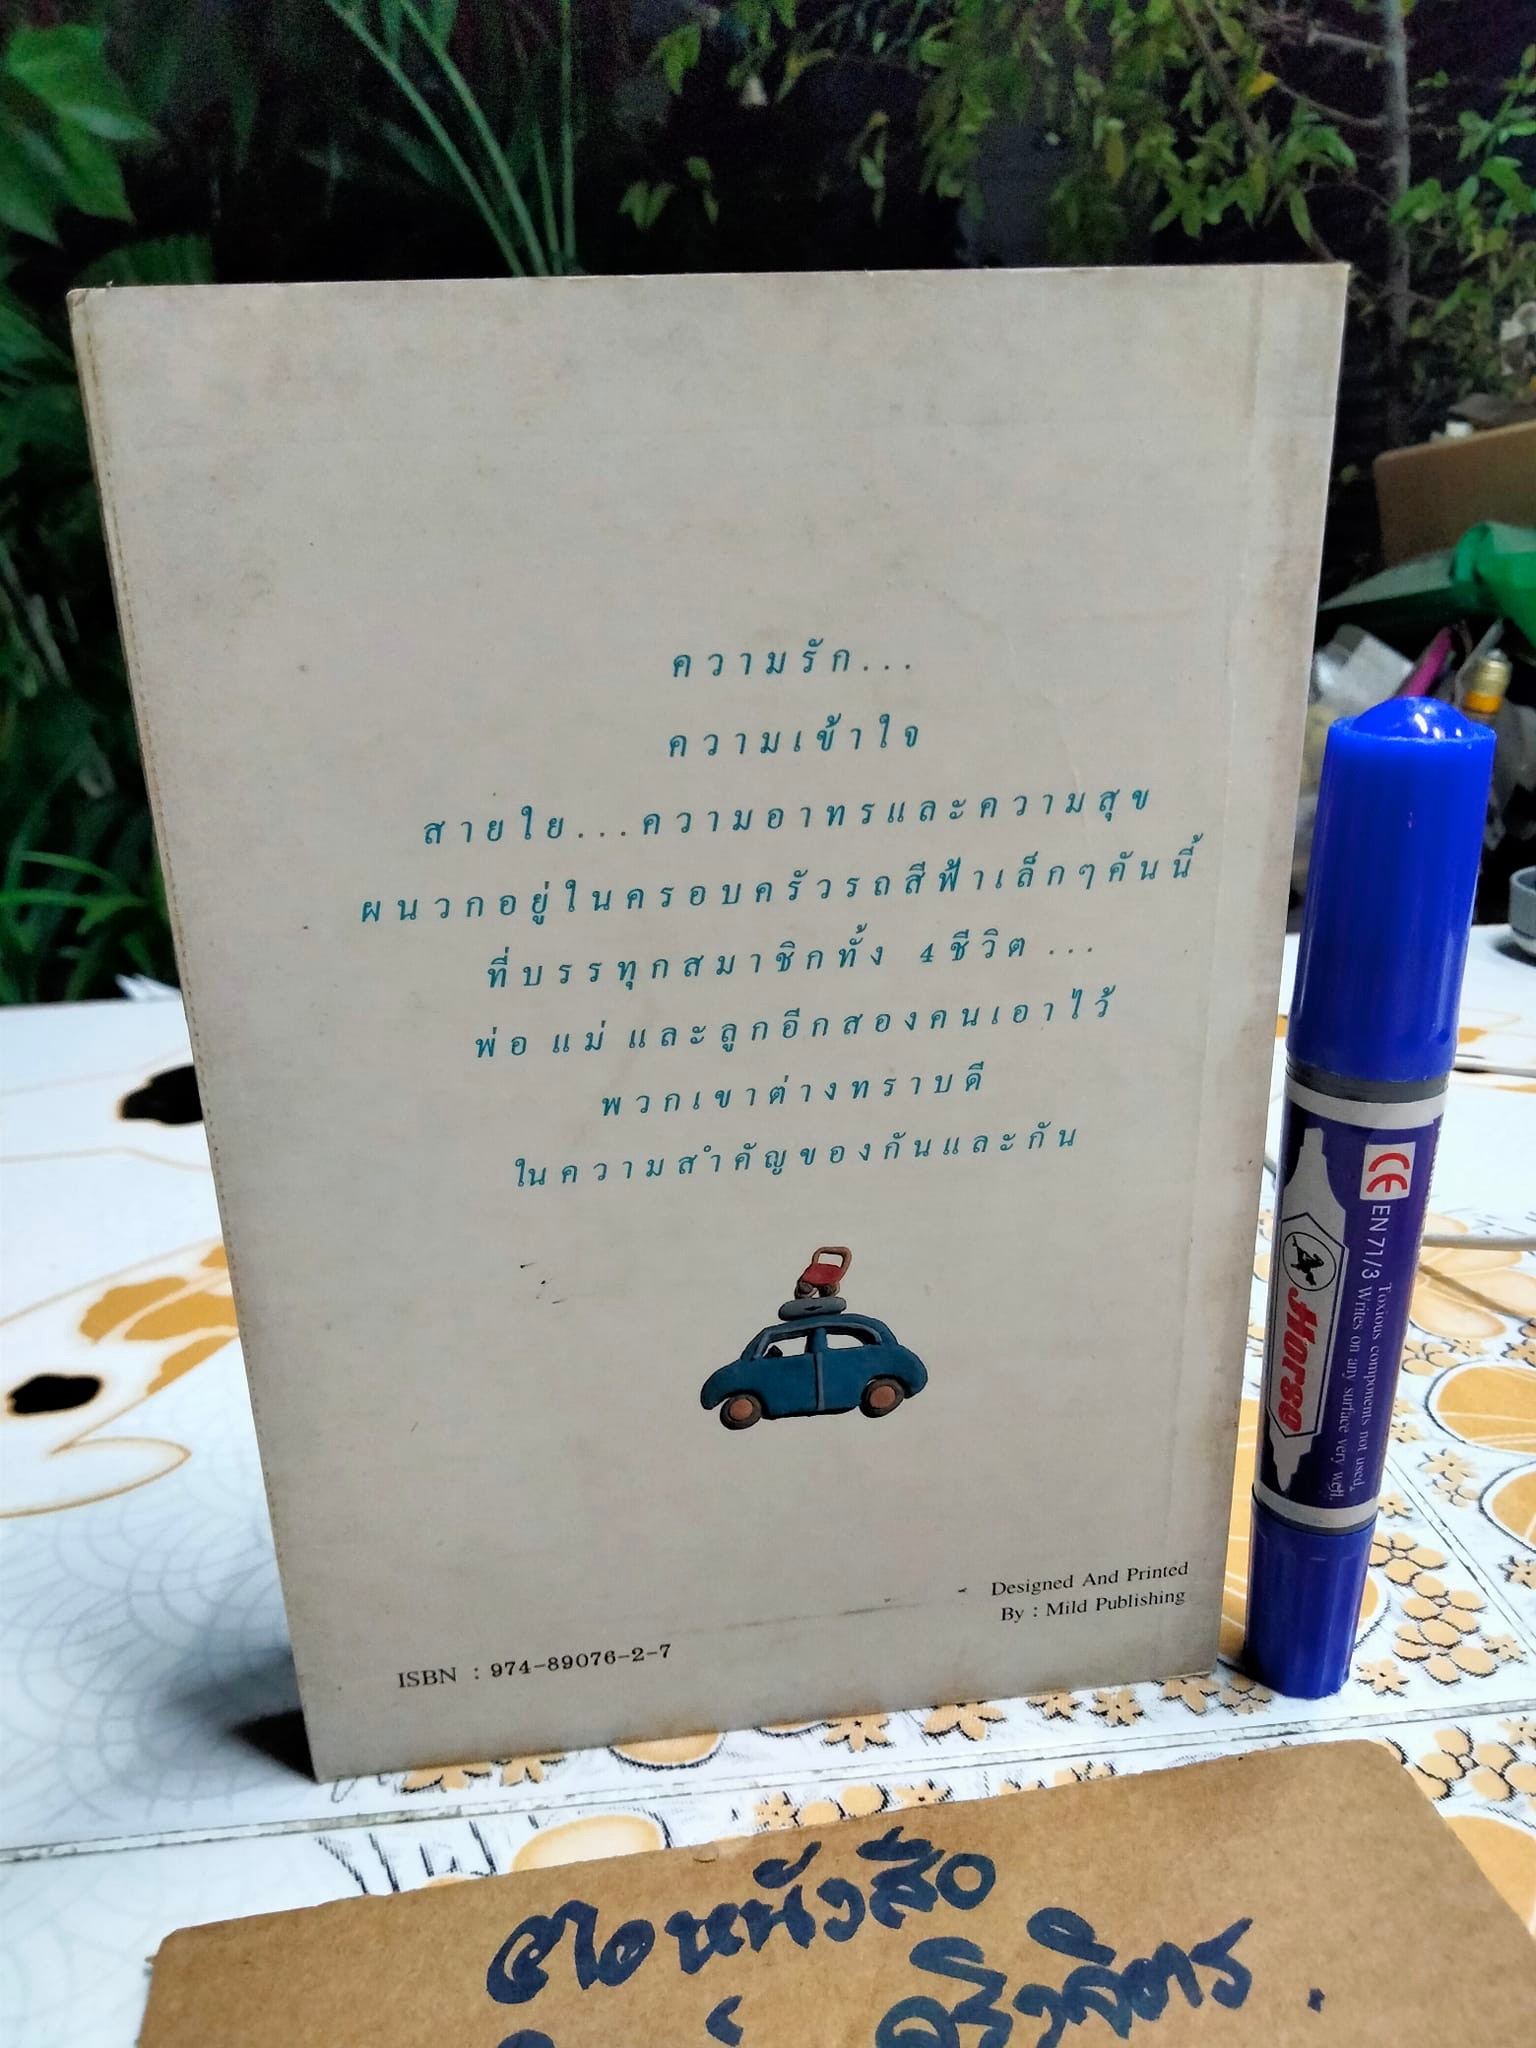 ความรัก...
ความเข้าใจ
สายใย...ความอาทรและความสุข
ผนวกอยู่ในครอบครัวรถสีฟ้าเล็กๆคันนี้
ที่บรรทุกสมาชิกทั้ง 4 ชีวิต ...
พ่อ แม่ และลูกอีกสองคนเอาไว้
พวกเขาต่างทราบดี
ในความสำคัญของกันและกัน
Designed And Printed
By : Mild Publishing
ISBN : 974-89076-2-7
CE EN 71/3
Toxious components not used.
Writes on any surface very well.
Horse
หนังสือ